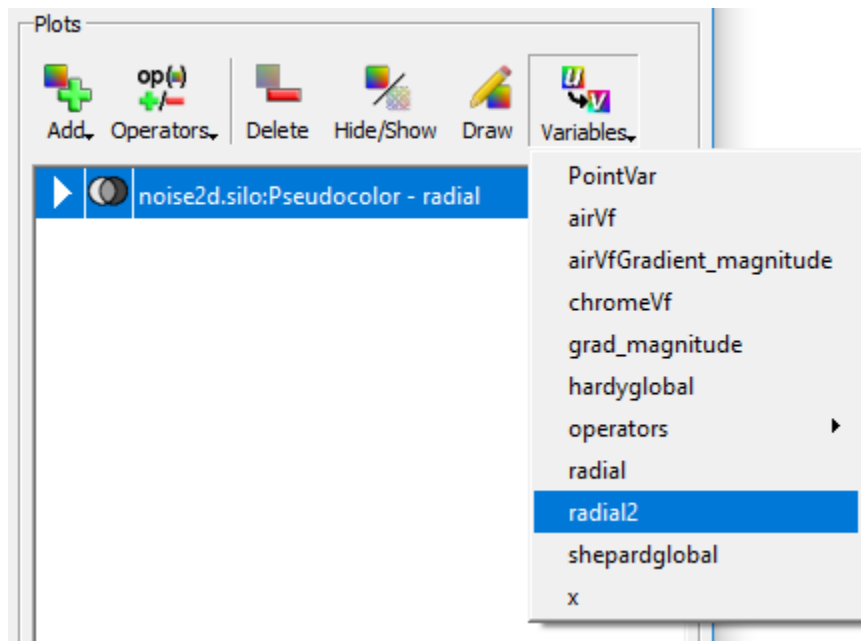 Plots
op( )
+/-
Add Operators Delete Hide/Show Draw Variables
noise2d.silo:Pseudocolor - radial
PointVar
airVf
airVfGradient_magnitude
chromeVf
grad_magnitude
hardyglobal
operators
radial
radial2
shepardglobal
x